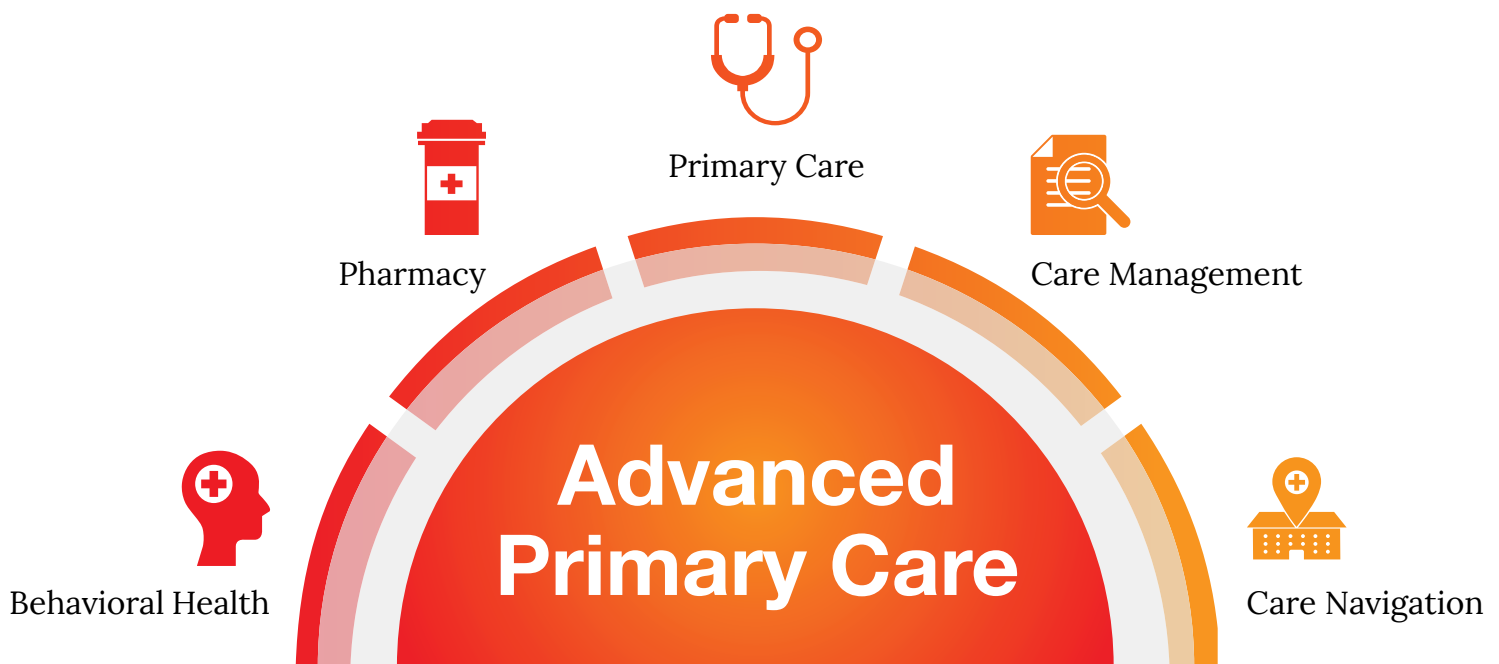 Primary Care
Pharmacy
Care Management
Advanced
Primary Care
Behavioral Health
Care Navigation